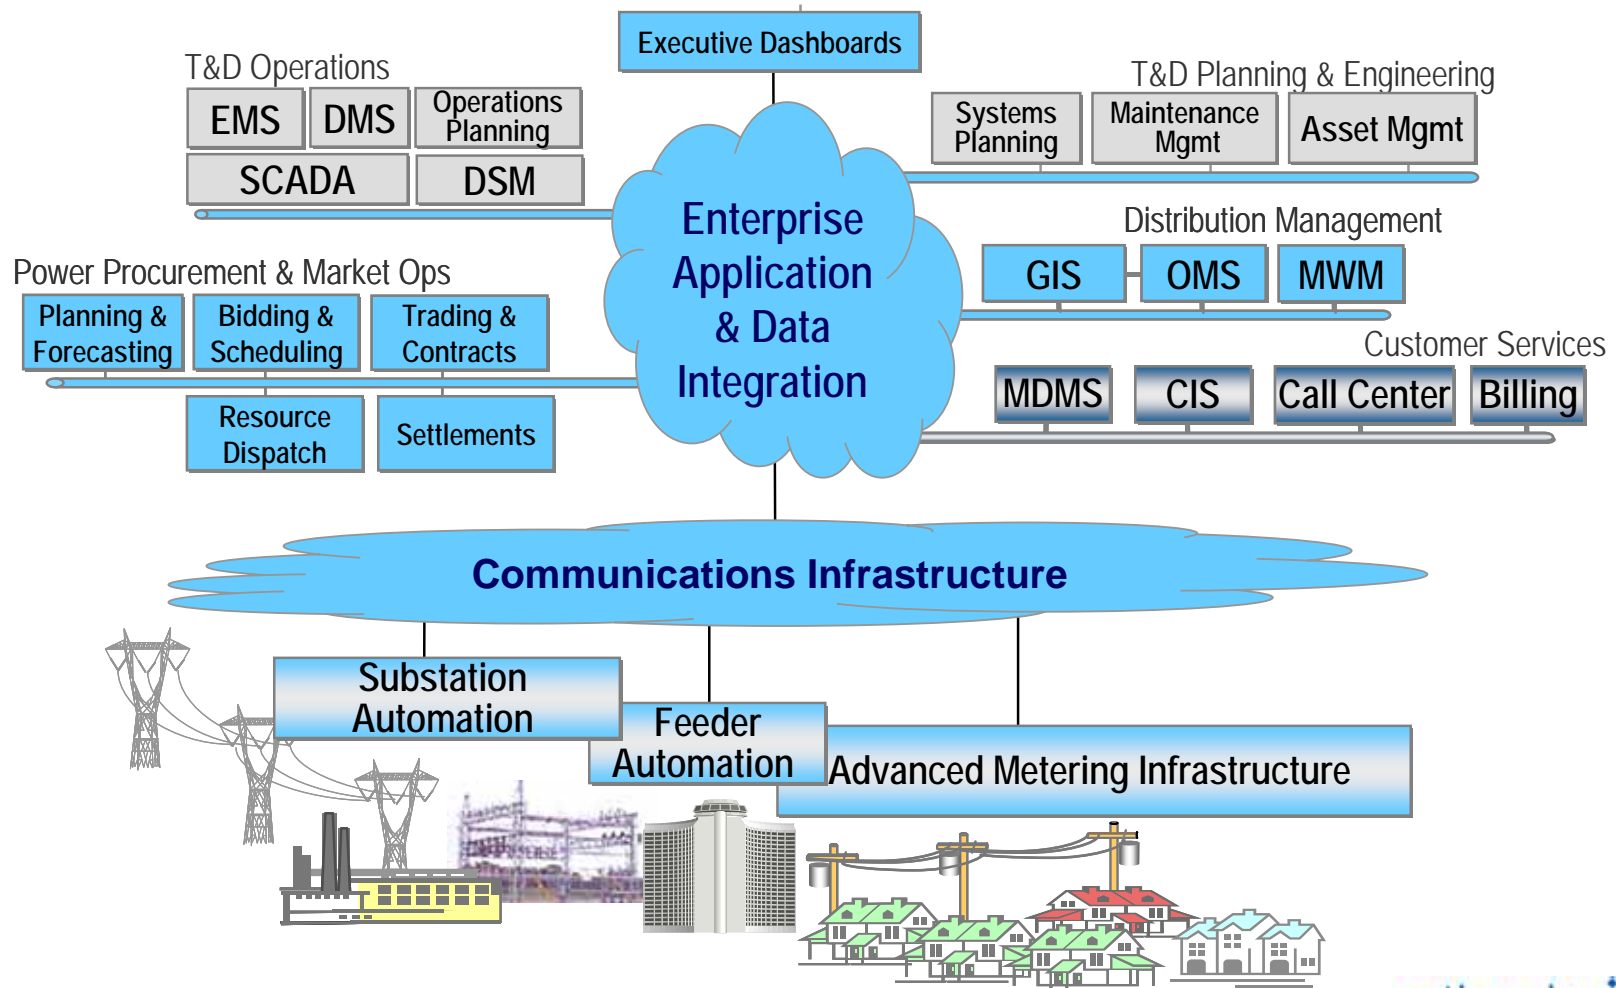 Executive Dashboards
T&D Operations
EMS
DMS
Operations
Planning
SCADA
DSM
T&D Planning & Engineering
Systems
Planning
Maintenance
Mgmt
Asset Mgmt
Power Procurement & Market Ops
Planning &
Forecasting
Bidding &
Scheduling
Trading &
Contracts
Resource
Dispatch
Settlements
Enterprise
Application
& Data
Integration
Distribution Management
GIS
OMS
MWM
Customer Services
MDMS
CIS
Call Center
Billing
Communications Infrastructure
Substation
Automation
Feeder
Automation
Advanced Metering Infrastructure